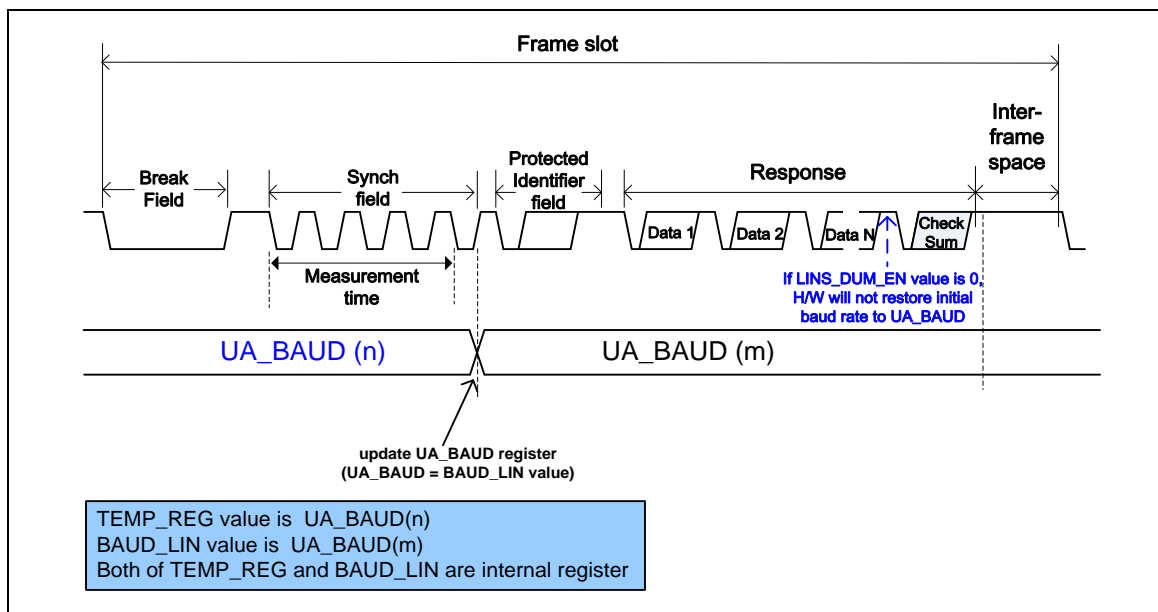 Frame slot
Inter-
frame
space
Break
Field
Synch
field
Protected
Identifier
field
Response
Data 1
Data 2
Data N
Check
Sum
Measurement
time
If LINS_DUM_EN value is 0,
H/W will not restore initial
baud rate to UA_BAUD
UA_BAUD (n)
UA_BAUD (m)
update UA_BAUD register
(UA_BAUD = BAUD_LIN value)
TEMP_REG value is UA_BAUD(n)
BAUD_LIN value is UA_BAUD(m)
Both of TEMP_REG and BAUD_LIN are internal register